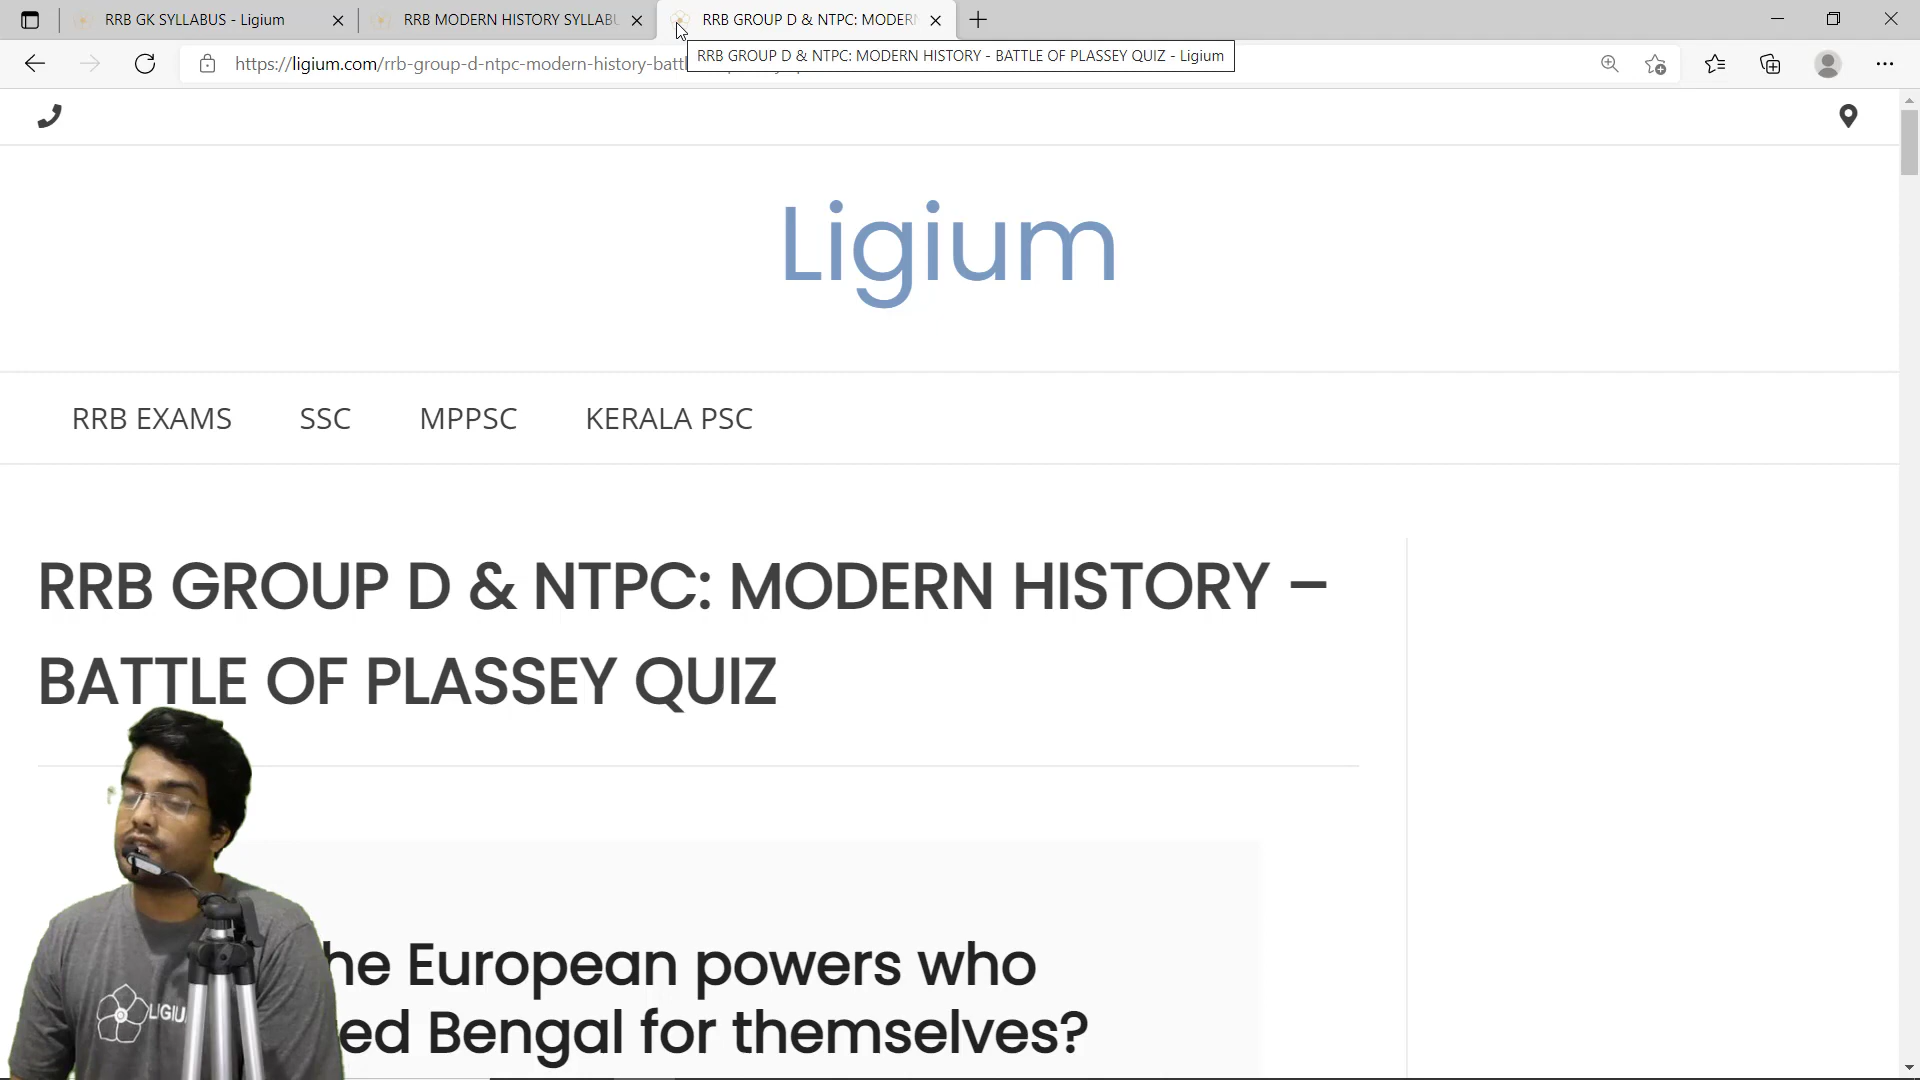 RRB GK SYLLABUS - Ligium
RRB MODERN HISTORY SYLLABU
RRB GROUP D & NTPC: MODERN
RRB GROUP D & NTPC: MODERN HISTORY - BATTLE OF PLASSEY QUIZ - Ligium
https://ligium.com/rrb-group-d-ntpc-modern-history-batt
Ligium
RRB EXAMS SSC MPPSC KERALA PSC
RRB GROUP D & NTPC: MODERN HISTORY –
BATTLE OF PLASSEY QUIZ
he European powers who
ed Bengal for themselves?
LIGIU